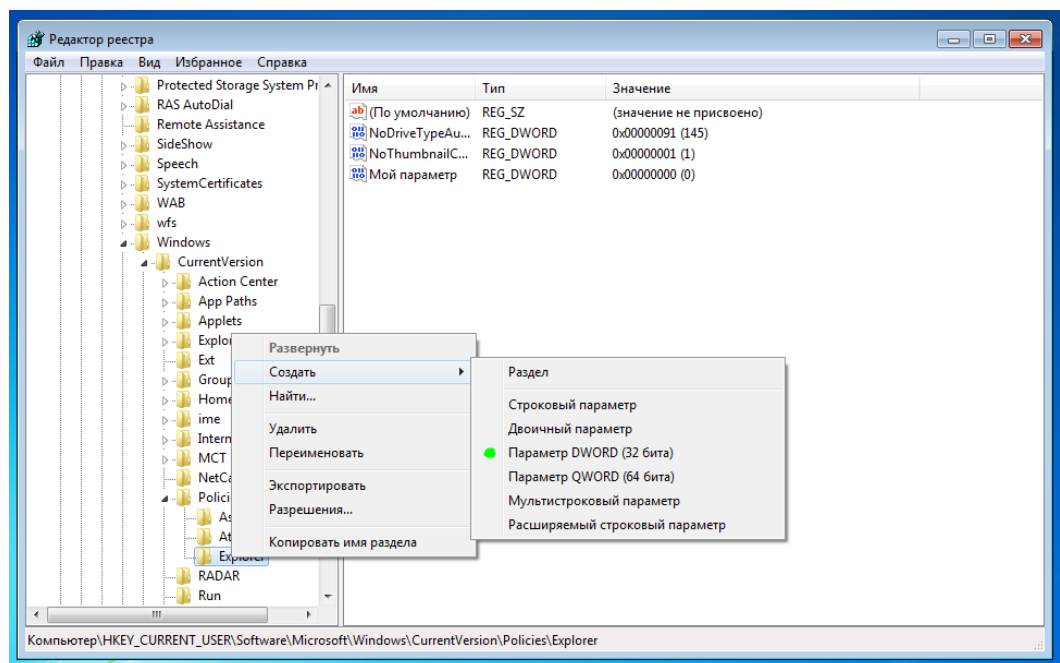 Редактор реестра
Файл Правка Вид Избранное Справка
Protected Storage System Pr
RAS AutoDial
Remote Assistance
SideShow
Speech
SystemCertificates
WAB
wfs
Windows
CurrentVersion
Action Center
App Paths
Applets
Explor
Ext
Group
Home
ime
Intern
MCT
NetCa
Polici
As
At
Explorer
RADAR
Run
Имя Тип Значение
(По умолчанию) REG_SZ (значение не присвоено)
NoDriveTypeAu... REG_DWORD 0x00000091 (145)
NoThumbnailC... REG_DWORD 0x00000001 (1)
Мой параметр REG_DWORD 0x00000000 (0)
Развернуть
Создать
Найти...
Удалить
Переименовать
Экспортировать
Разрешения...
Копировать имя раздела
Раздел
Строковый параметр
Двоичный параметр
Параметр DWORD (32 бита)
Параметр QWORD (64 бита)
Мультистроковый параметр
Расширяемый строковый параметр
Компьютер\HKEY_CURRENT_USER\Software\Microsoft\Windows\CurrentVersion\Policies\Explorer